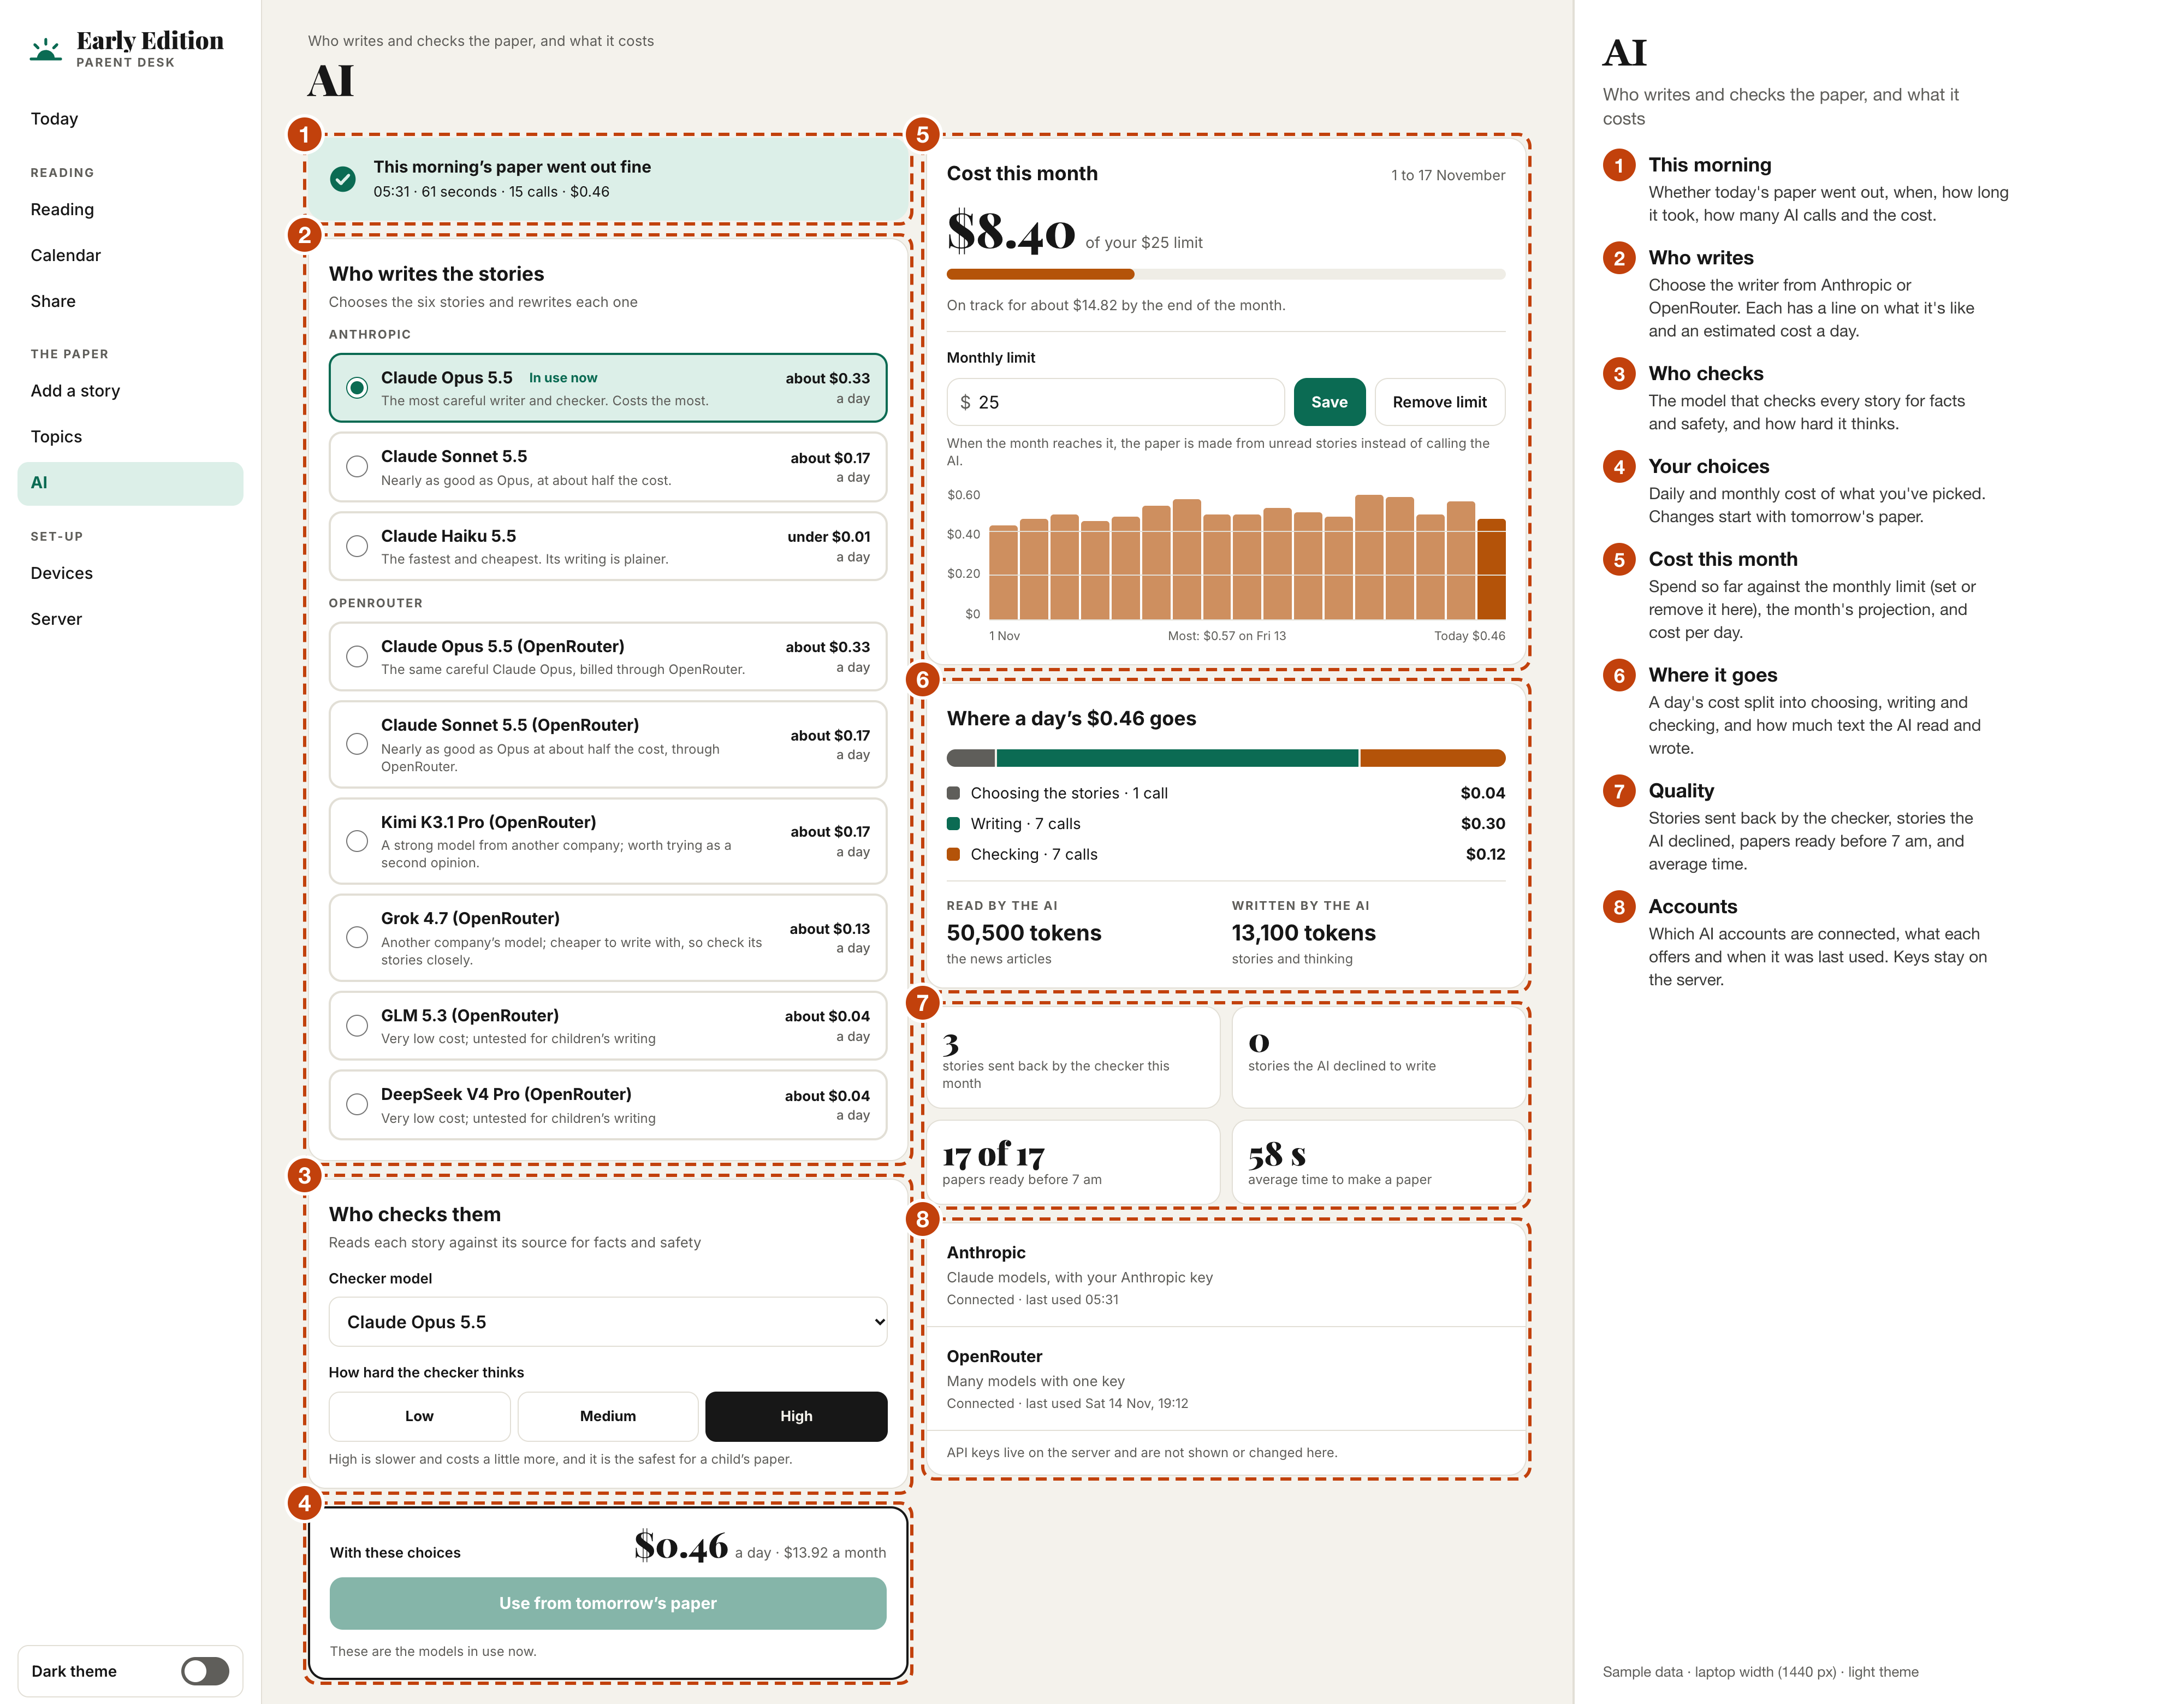 Early Edition
PARENT DESK
Today
READING
Reading
Calendar
Share
THE PAPER
Add a story
Topics
AI
SET-UP
Devices
Server
Dark theme
Who writes and checks the paper, and what it costs
AI
1
This morning’s paper went out fine
05:31 · 61 seconds · 15 calls · $0.46
2
Who writes the stories
Chooses the six stories and rewrites each one
ANTHROPIC
Claude Opus 5.5 In use now about $0.33
The most careful writer and checker. Costs the most. a day
Claude Sonnet 5.5 about $0.17
Nearly as good as Opus, at about half the cost. a day
Claude Haiku 5.5 under $0.01
The fastest and cheapest. Its writing is plainer. a day
OPENROUTER
Claude Opus 5.5 (OpenRouter) about $0.33
The same careful Claude Opus, billed through OpenRouter. a day
Claude Sonnet 5.5 (OpenRouter) about $0.17
Nearly as good as Opus at about half the cost, through a day
OpenRouter.
Kimi K3.1 Pro (OpenRouter) about $0.17
A strong model from another company; worth trying as a a day
second opinion.
Grok 4.7 (OpenRouter) about $0.13
Another company’s model; cheaper to write with, so check its a day
stories closely.
GLM 5.3 (OpenRouter) about $0.04
Very low cost; untested for children’s writing a day
DeepSeek V4 Pro (OpenRouter) about $0.04
Very low cost; untested for children’s writing a day
3
Who checks them
Reads each story against its source for facts and safety
Checker model
Claude Opus 5.5
How hard the checker thinks
Low Medium High
High is slower and costs a little more, and it is the safest for a child’s paper.
4
With these choices $0.46 a day · $13.92 a month
Use from tomorrow’s paper
These are the models in use now.
5
Cost this month 1 to 17 November
$8.40 of your $25 limit
On track for about $14.82 by the end of the month.
Monthly limit
$ 25 Save Remove limit
When the month reaches it, the paper is made from unread stories instead of calling the
AI.
$0.60
$0.40
$0.20
$0
1 Nov Most: $0.57 on Fri 13 Today $0.46
6
Where a day’s $0.46 goes
Choosing the stories · 1 call $0.04
Writing · 7 calls $0.30
Checking · 7 calls $0.12
READ BY THE AI WRITTEN BY THE AI
50,500 tokens 13,100 tokens
the news articles stories and thinking
7
3 0
stories sent back by the checker this stories the AI declined to write
month
17 of 17 58 s
papers ready before 7 am average time to make a paper
8
Anthropic
Claude models, with your Anthropic key
Connected · last used 05:31
OpenRouter
Many models with one key
Connected · last used Sat 14 Nov, 19:12
API keys live on the server and are not shown or changed here.
AI
Who writes and checks the paper, and what it
costs
1 This morning
Whether today's paper went out, when, how long
it took, how many AI calls and the cost.
2 Who writes
Choose the writer from Anthropic or
OpenRouter. Each has a line on what it's like
and an estimated cost a day.
3 Who checks
The model that checks every story for facts
and safety, and how hard it thinks.
4 Your choices
Daily and monthly cost of what you've picked.
Changes start with tomorrow's paper.
5 Cost this month
Spend so far against the monthly limit (set or
remove it here), the month's projection, and
cost per day.
6 Where it goes
A day's cost split into choosing, writing and
checking, and how much text the AI read and
wrote.
7 Quality
Stories sent back by the checker, stories the
AI declined, papers ready before 7 am, and
average time.
8 Accounts
Which AI accounts are connected, what each
offers and when it was last used. Keys stay on
the server.
Sample data · laptop width (1440 px) · light theme